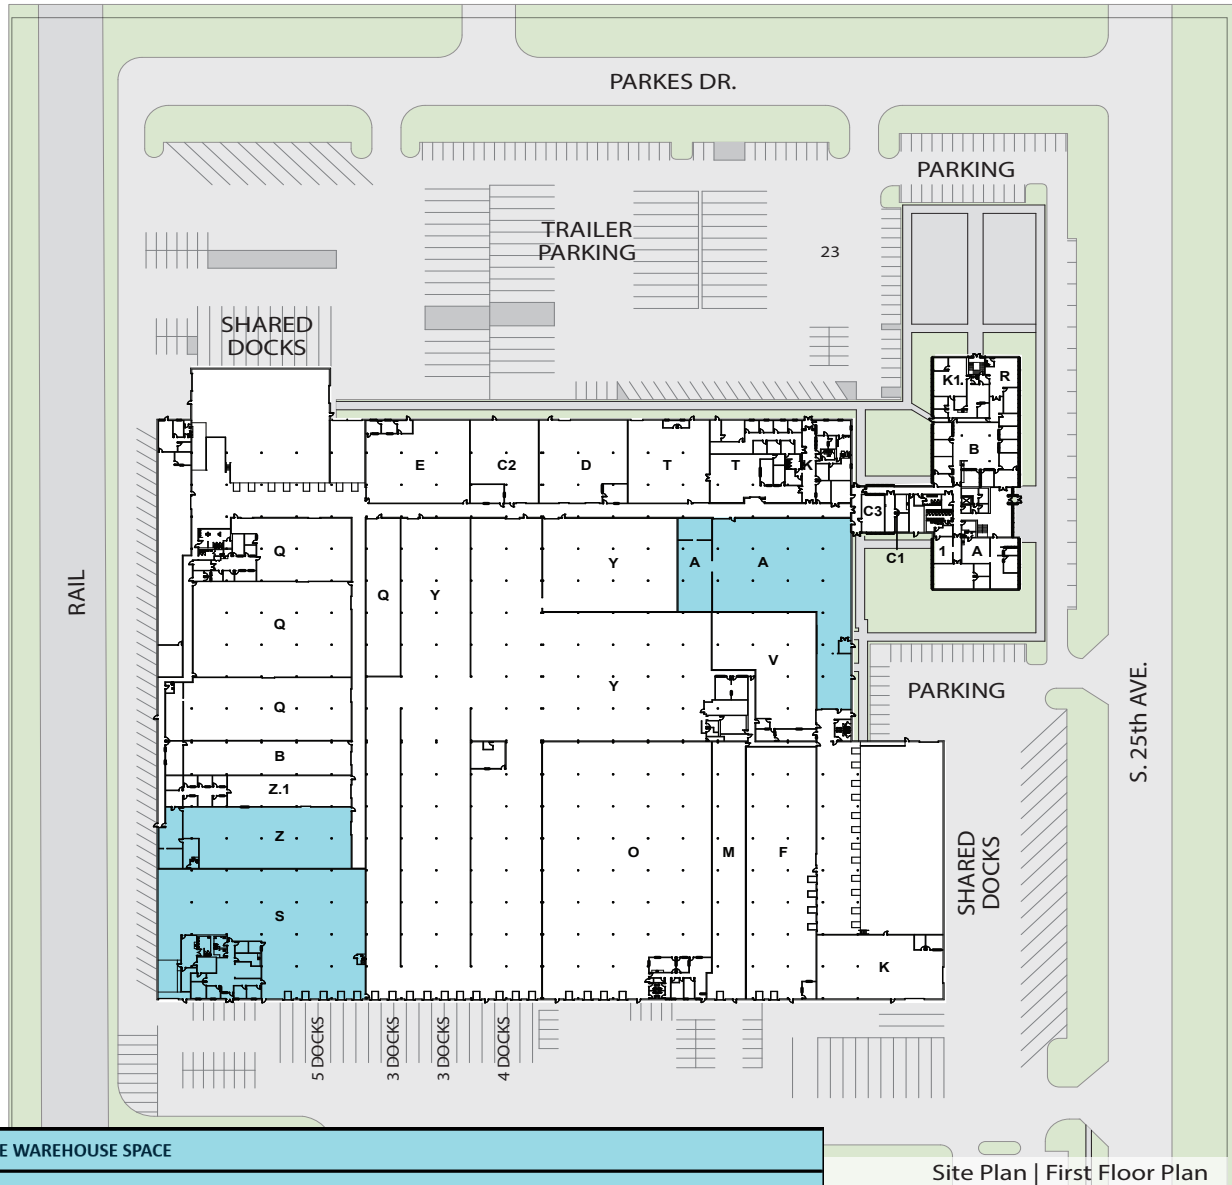 PARKES DR.
PARKING
TRAILER
PARKING
23
SHARED
DOCKS
K1.
R
B
E
C2
D
T
T
K
C3
C1
1
A
Q
Y
A
A
Q
Y
Q
V
Y
Q
B
Z.1
Z
S
O
M
F
K
RAIL
PARKING
S. 25th AVE.
SHARED
DOCKS
5 DOCKS
3 DOCKS
3 DOCKS
4 DOCKS
WAREHOUSE SPACE
Site Plan | First Floor Plan